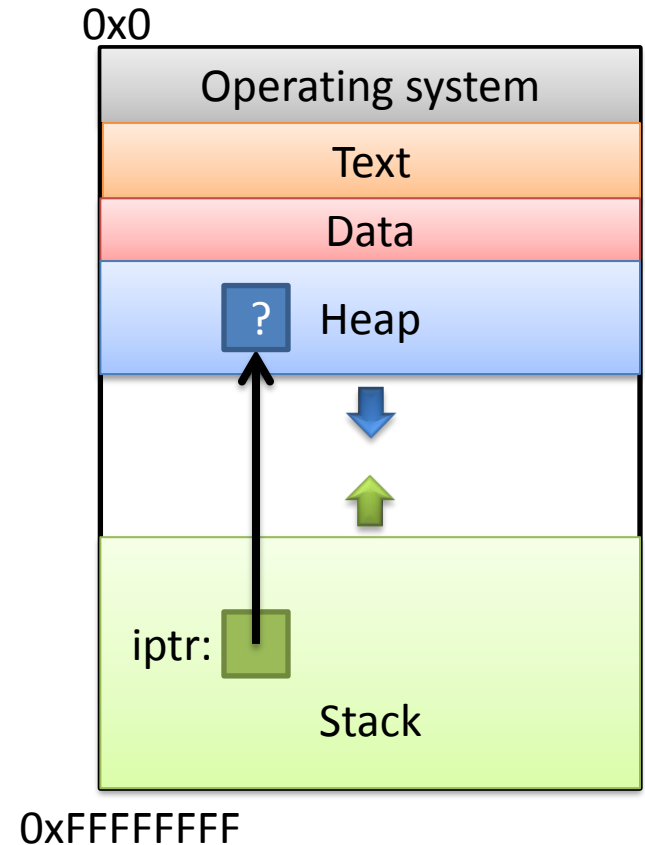 0x0
Operating system
Text
Data
? Heap
iptr:
Stack
0xFFFFFFFF